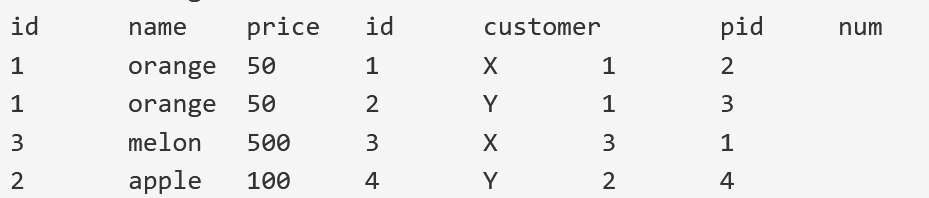 id name price id customer pid num
1 orange 50 1 X 1 2
1 orange 50 2 Y 1 3
3 melon 500 3 X 3 1
2 apple 100 4 Y 2 4